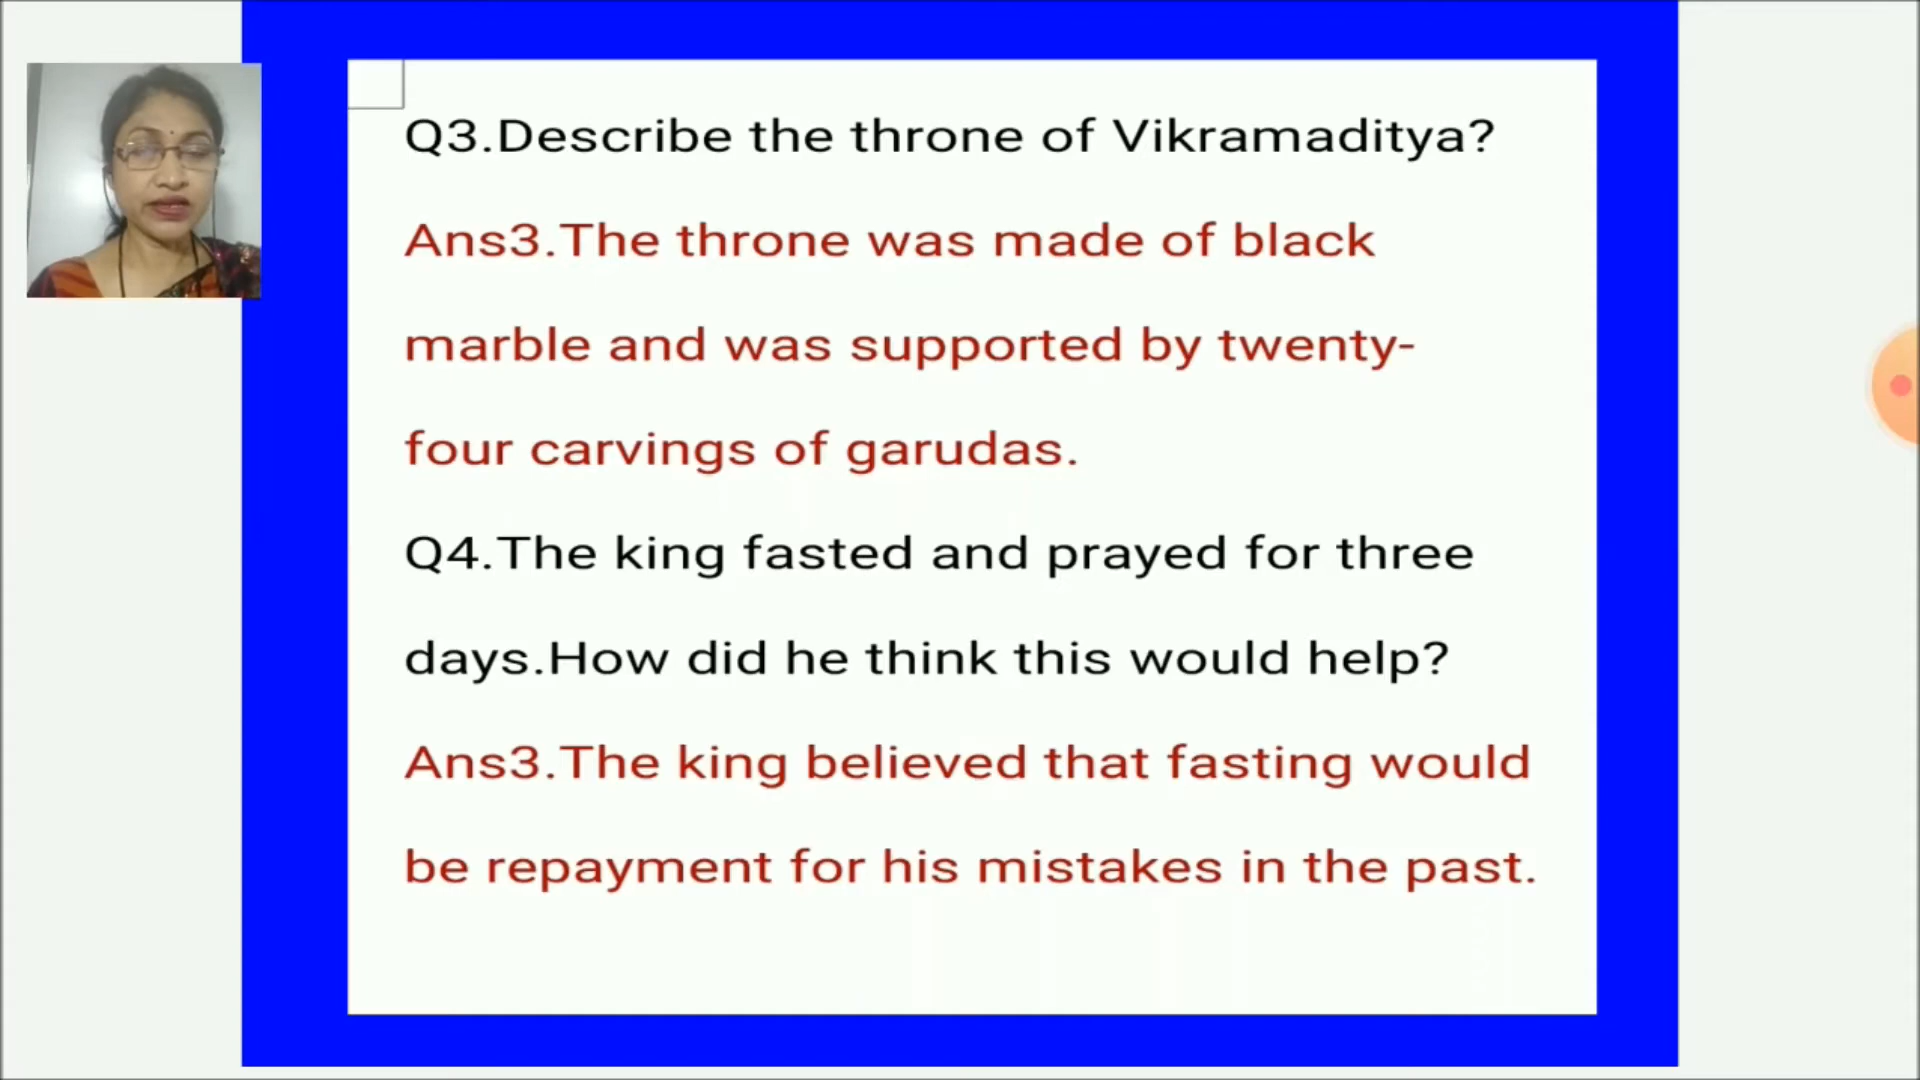 Q3.Describe the throne of Vikramaditya?
Ans3.The throne was made of black
marble and was supported by twenty-
four carvings of garudas.
Q4.The king fasted and prayed for three
days.How did he think this would help?
Ans3.The king believed that fasting would
be repayment for his mistakes in the past.